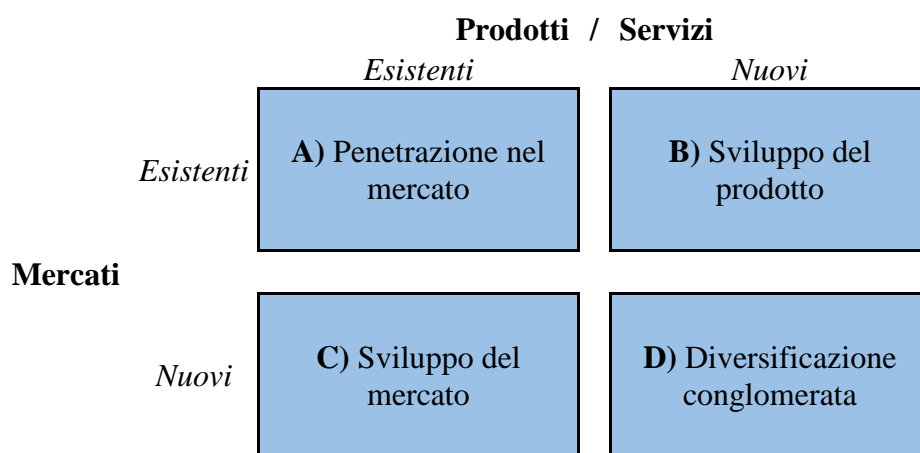 Prodotti / Servizi
Esistenti Nuovi
A) Penetrazione nel
mercato
B) Sviluppo del
prodotto
Esistenti
Mercati
C) Sviluppo del
mercato
D) Diversificazione
conglomerata
Nuovi